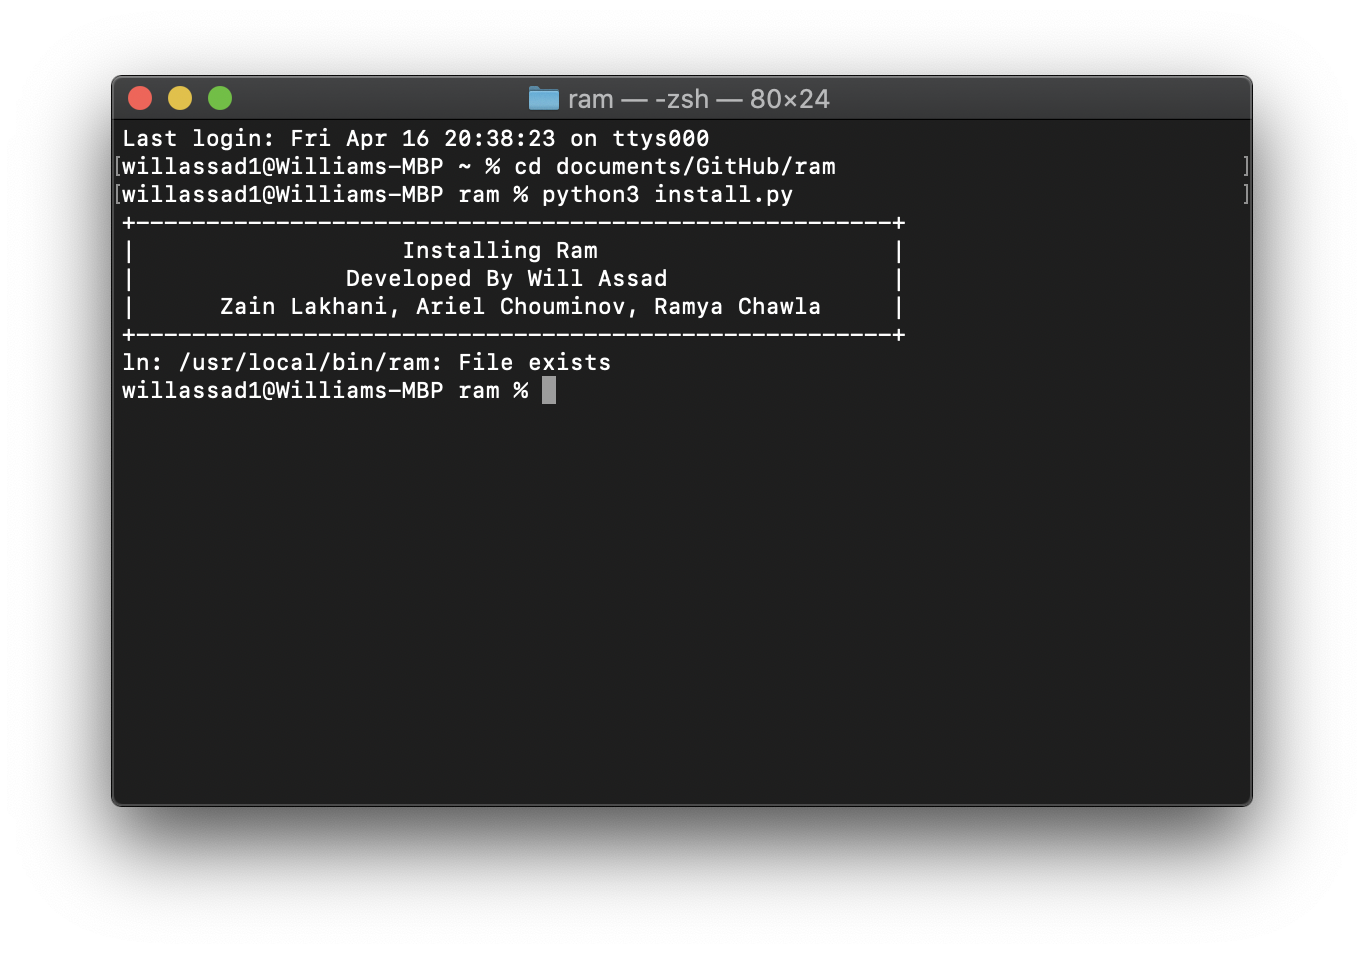 ram — -zsh — 80×24
Last login: Fri Apr 16 20:38:23 on ttys000
[willassad1@Williams-MBP ~ % cd documents/GitHub/ram ]
[willassad1@Williams-MBP ram % python3 install.py ]
+------------------------------------------------------+
|                   Installing Ram                     |
|               Developed By Will Assad                |
|      Zain Lakhani, Ariel Chouminov, Ramya Chawla     |
+------------------------------------------------------+
ln: /usr/local/bin/ram: File exists
willassad1@Williams-MBP ram %